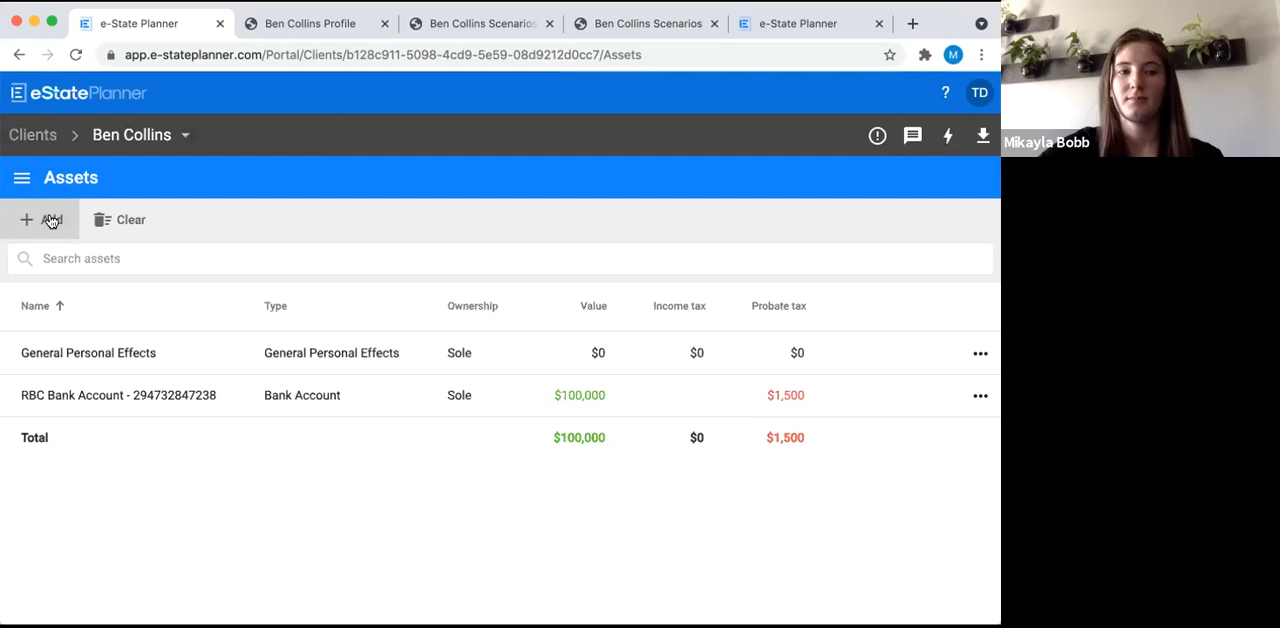 e-State Planner
Ben Collins Profile
Ben Collins Scenarios
Ben Collins Scenarios
e-State Planner
app.e-stateplanner.com/Portal/Clients/b128c911-5098-4cd9-5e59-08d9212d0cc7/Assets
M
eStatePlanner
? TD
Clients > Ben Collins
Mikayla Bobb
Assets
Add Clear
Search assets
Name Type Ownership Value Income tax Probate tax
General Personal Effects General Personal Effects Sole $0 $0 $0
RBC Bank Account - 294732847238 Bank Account Sole $100,000 $1,500
Total $100,000 $0 $1,500